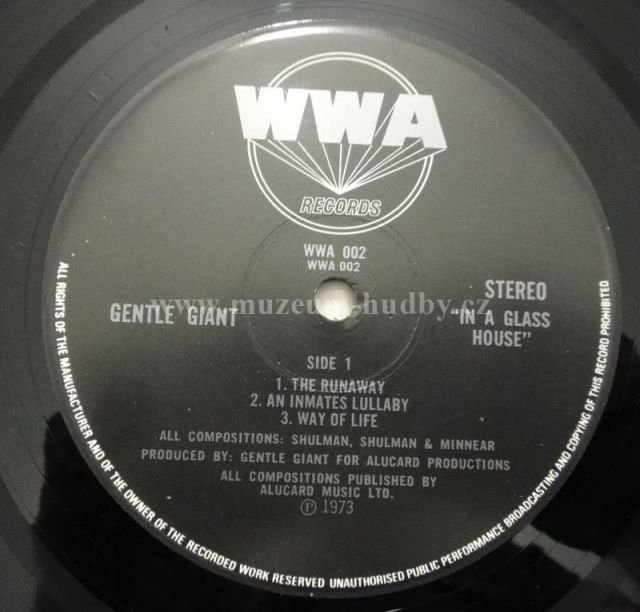 WWA
RECORDS
WWA 002
WWA 002
GENTLE GIANT
STEREO
"IN A GLASS
HOUSE"
www.muzeum-hudby.cz
SIDE 1
1. THE RUNAWAY
2. AN INMATES LULLABY
3. WAY OF LIFE
ALL COMPOSITIONS: SHULMAN, SHULMAN & MINNEAR
PRODUCED BY: GENTLE GIANT FOR ALUCARD PRODUCTIONS
ALL COMPOSITIONS PUBLISHED BY
ALUCARD MUSIC LTD.
℗ 1973
ALL RIGHTS OF THE MANUFACTURER AND OF THE OWNER OF THE RECORDED WORK RESERVED UNAUTHORISED PUBLIC PERFORMANCE BROADCASTING AND COPYING OF THIS RECORD PROHIBITED